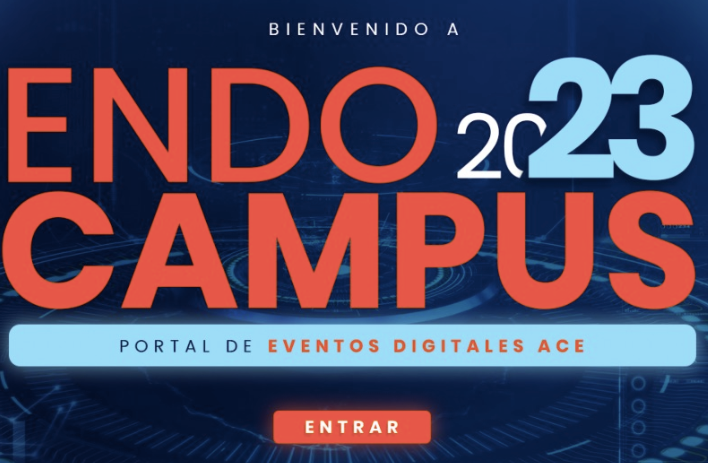 BIENVENIDO A
ENDO 2023
CAMPUS
PORTAL DE EVENTOS DIGITALES ACE
ENTRAR